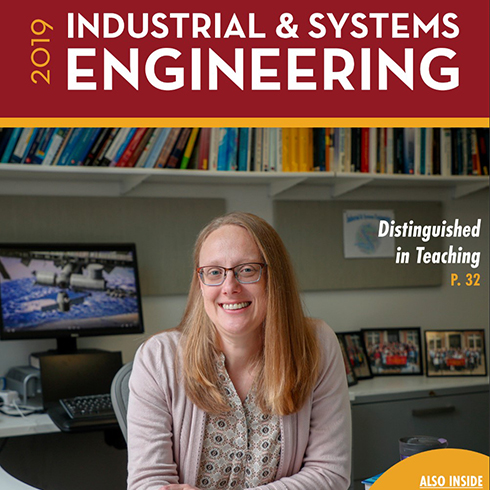 2019
INDUSTRIAL & SYSTEMS
ENGINEERING
Distinguished
in Teaching
P. 32
ALSO INSIDE